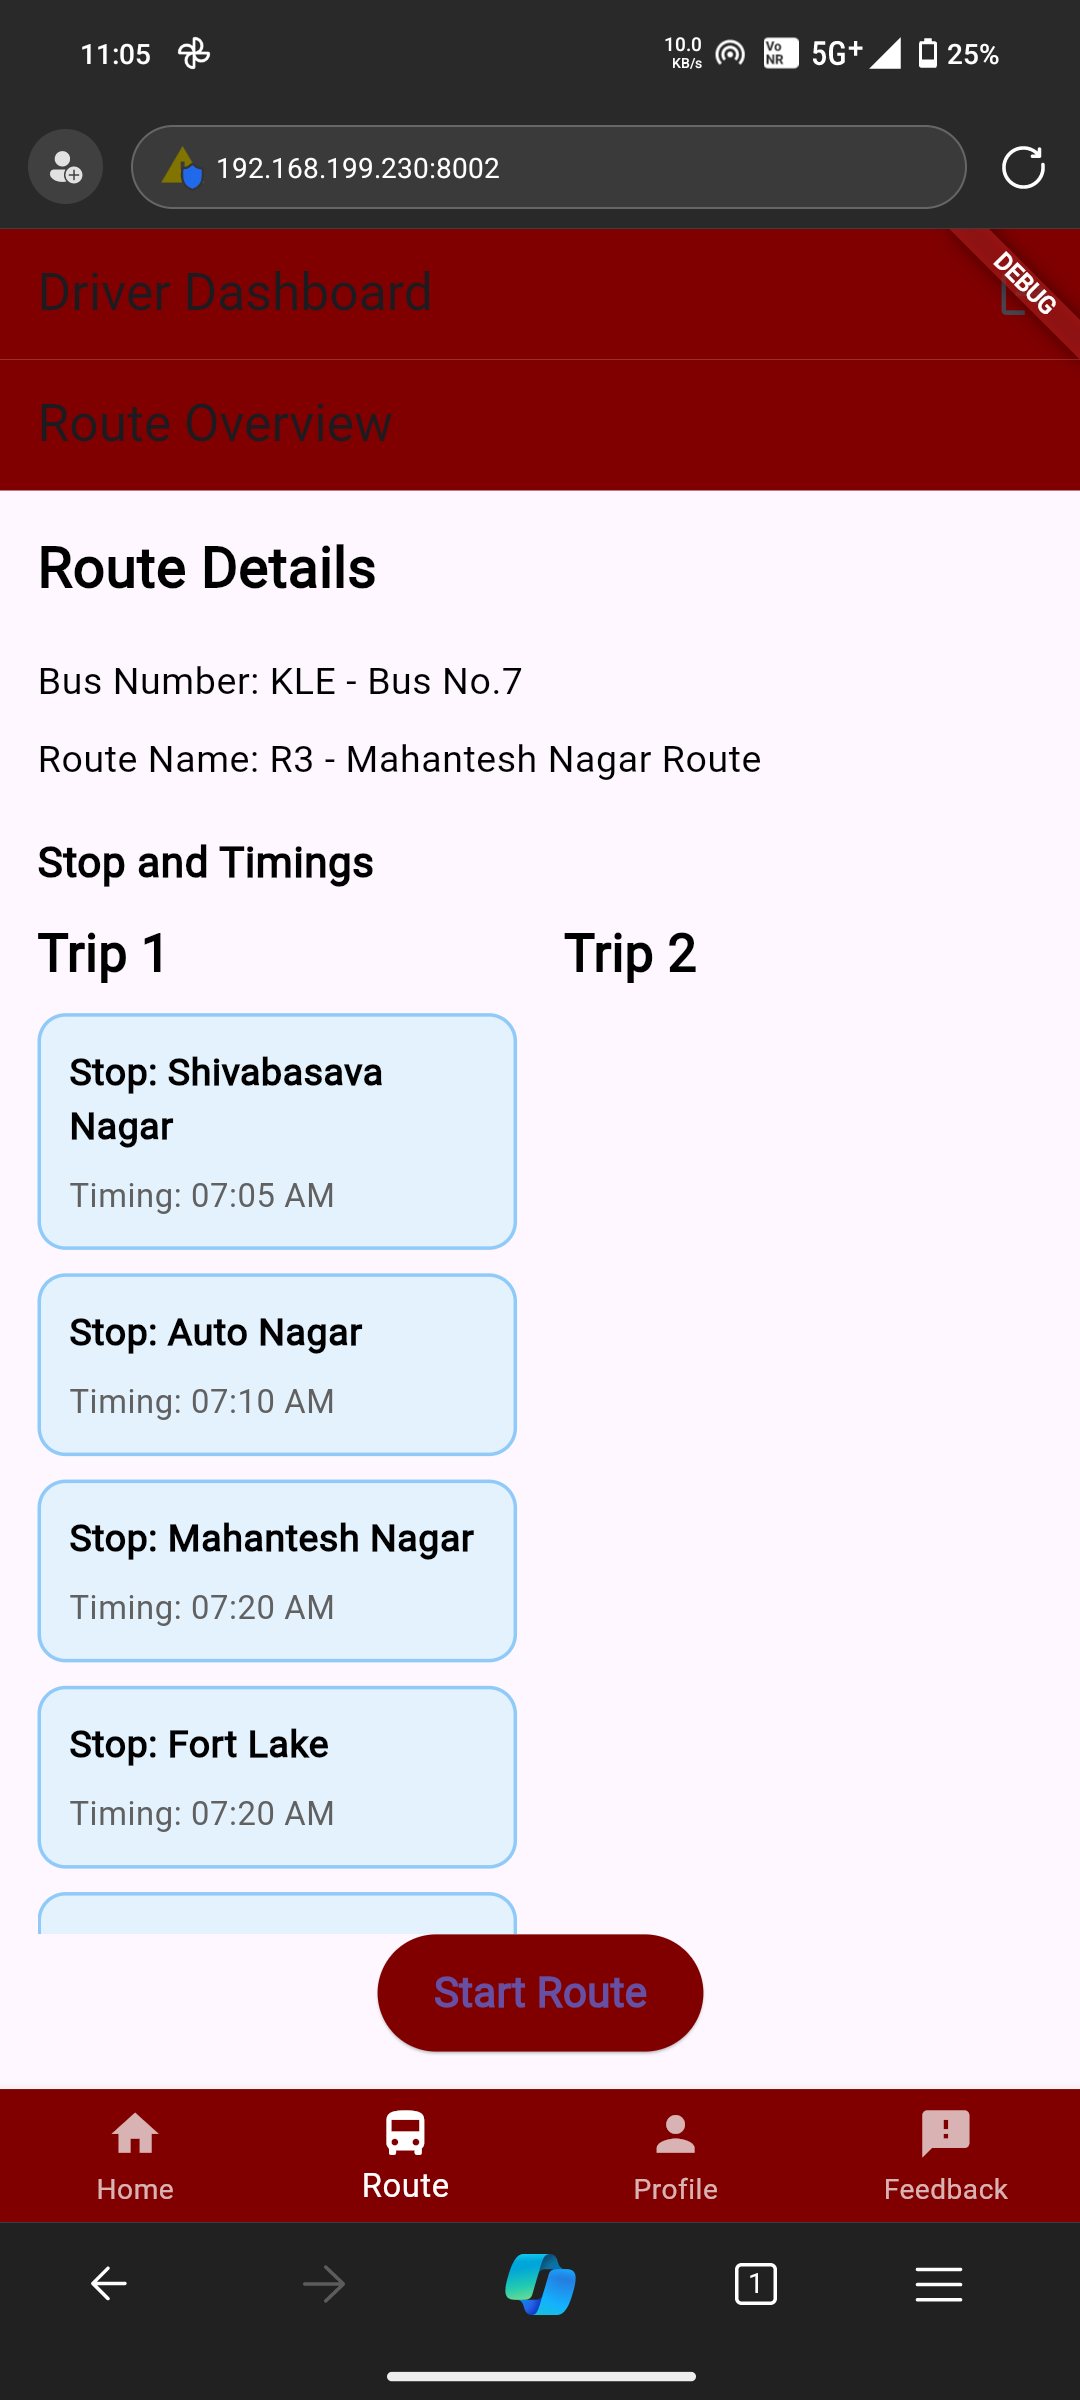 11:05
10.0
KB/s
Vo
NR
5G+
25%
192.168.199.230:8002
Driver Dashboard
DEBUG
Route Overview
Route Details
Bus Number: KLE - Bus No.7
Route Name: R3 - Mahantesh Nagar Route
Stop and Timings
Trip 1
Trip 2
Stop: Shivabasava
Nagar
Timing: 07:05 AM
Stop: Auto Nagar
Timing: 07:10 AM
Stop: Mahantesh Nagar
Timing: 07:20 AM
Stop: Fort Lake
Timing: 07:20 AM
Start Route
Home
Route
Profile
Feedback
1